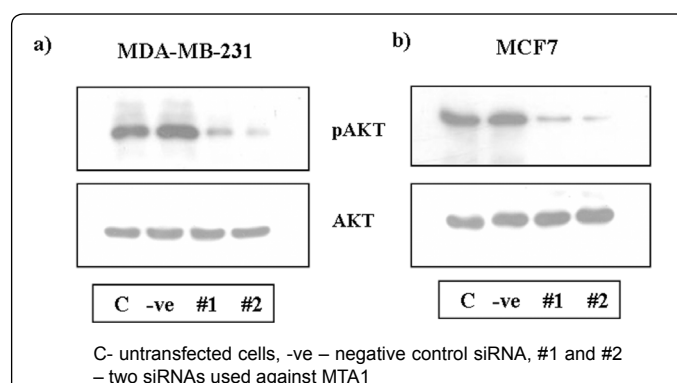 a)
MDA-MB-231
b)
MCF7
pAKT
AKT
C -ve #1 #2
C -ve #1 #2
C- untransfected cells, -ve – negative control siRNA, #1 and #2
– two siRNAs used against MTA1